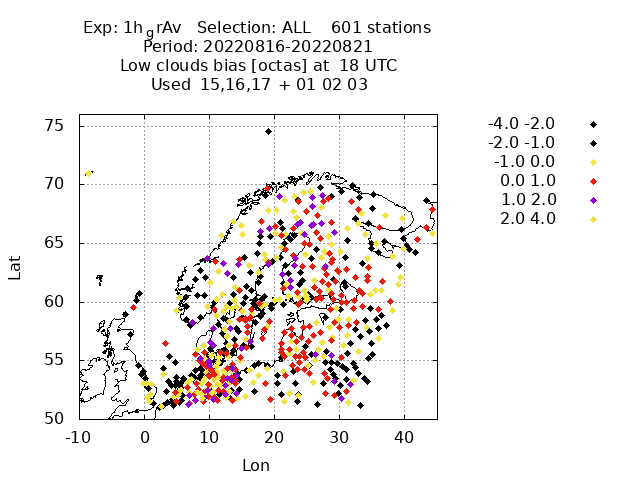 Exp: 1h grAv Selection: ALL 601 stations
Period: 20220816-20220821
Low clouds bias [octas] at 18 UTC
Used 15,16,17 + 01 02 03
-4.0 -2.0
-2.0 -1.0
-1.0 0.0
0.0 1.0
1.0 2.0
2.0 4.0
75
70
65
60
55
50
Lat
-10 0 10 20 30 40
Lon